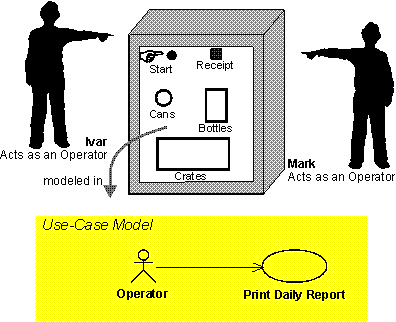 Start
Receipt
Cans
Bottles
Crates
Ivar
Acts as an Operator
modeled in
Mark
Acts as an Operator
Use-Case Model
Operator
Print Daily Report